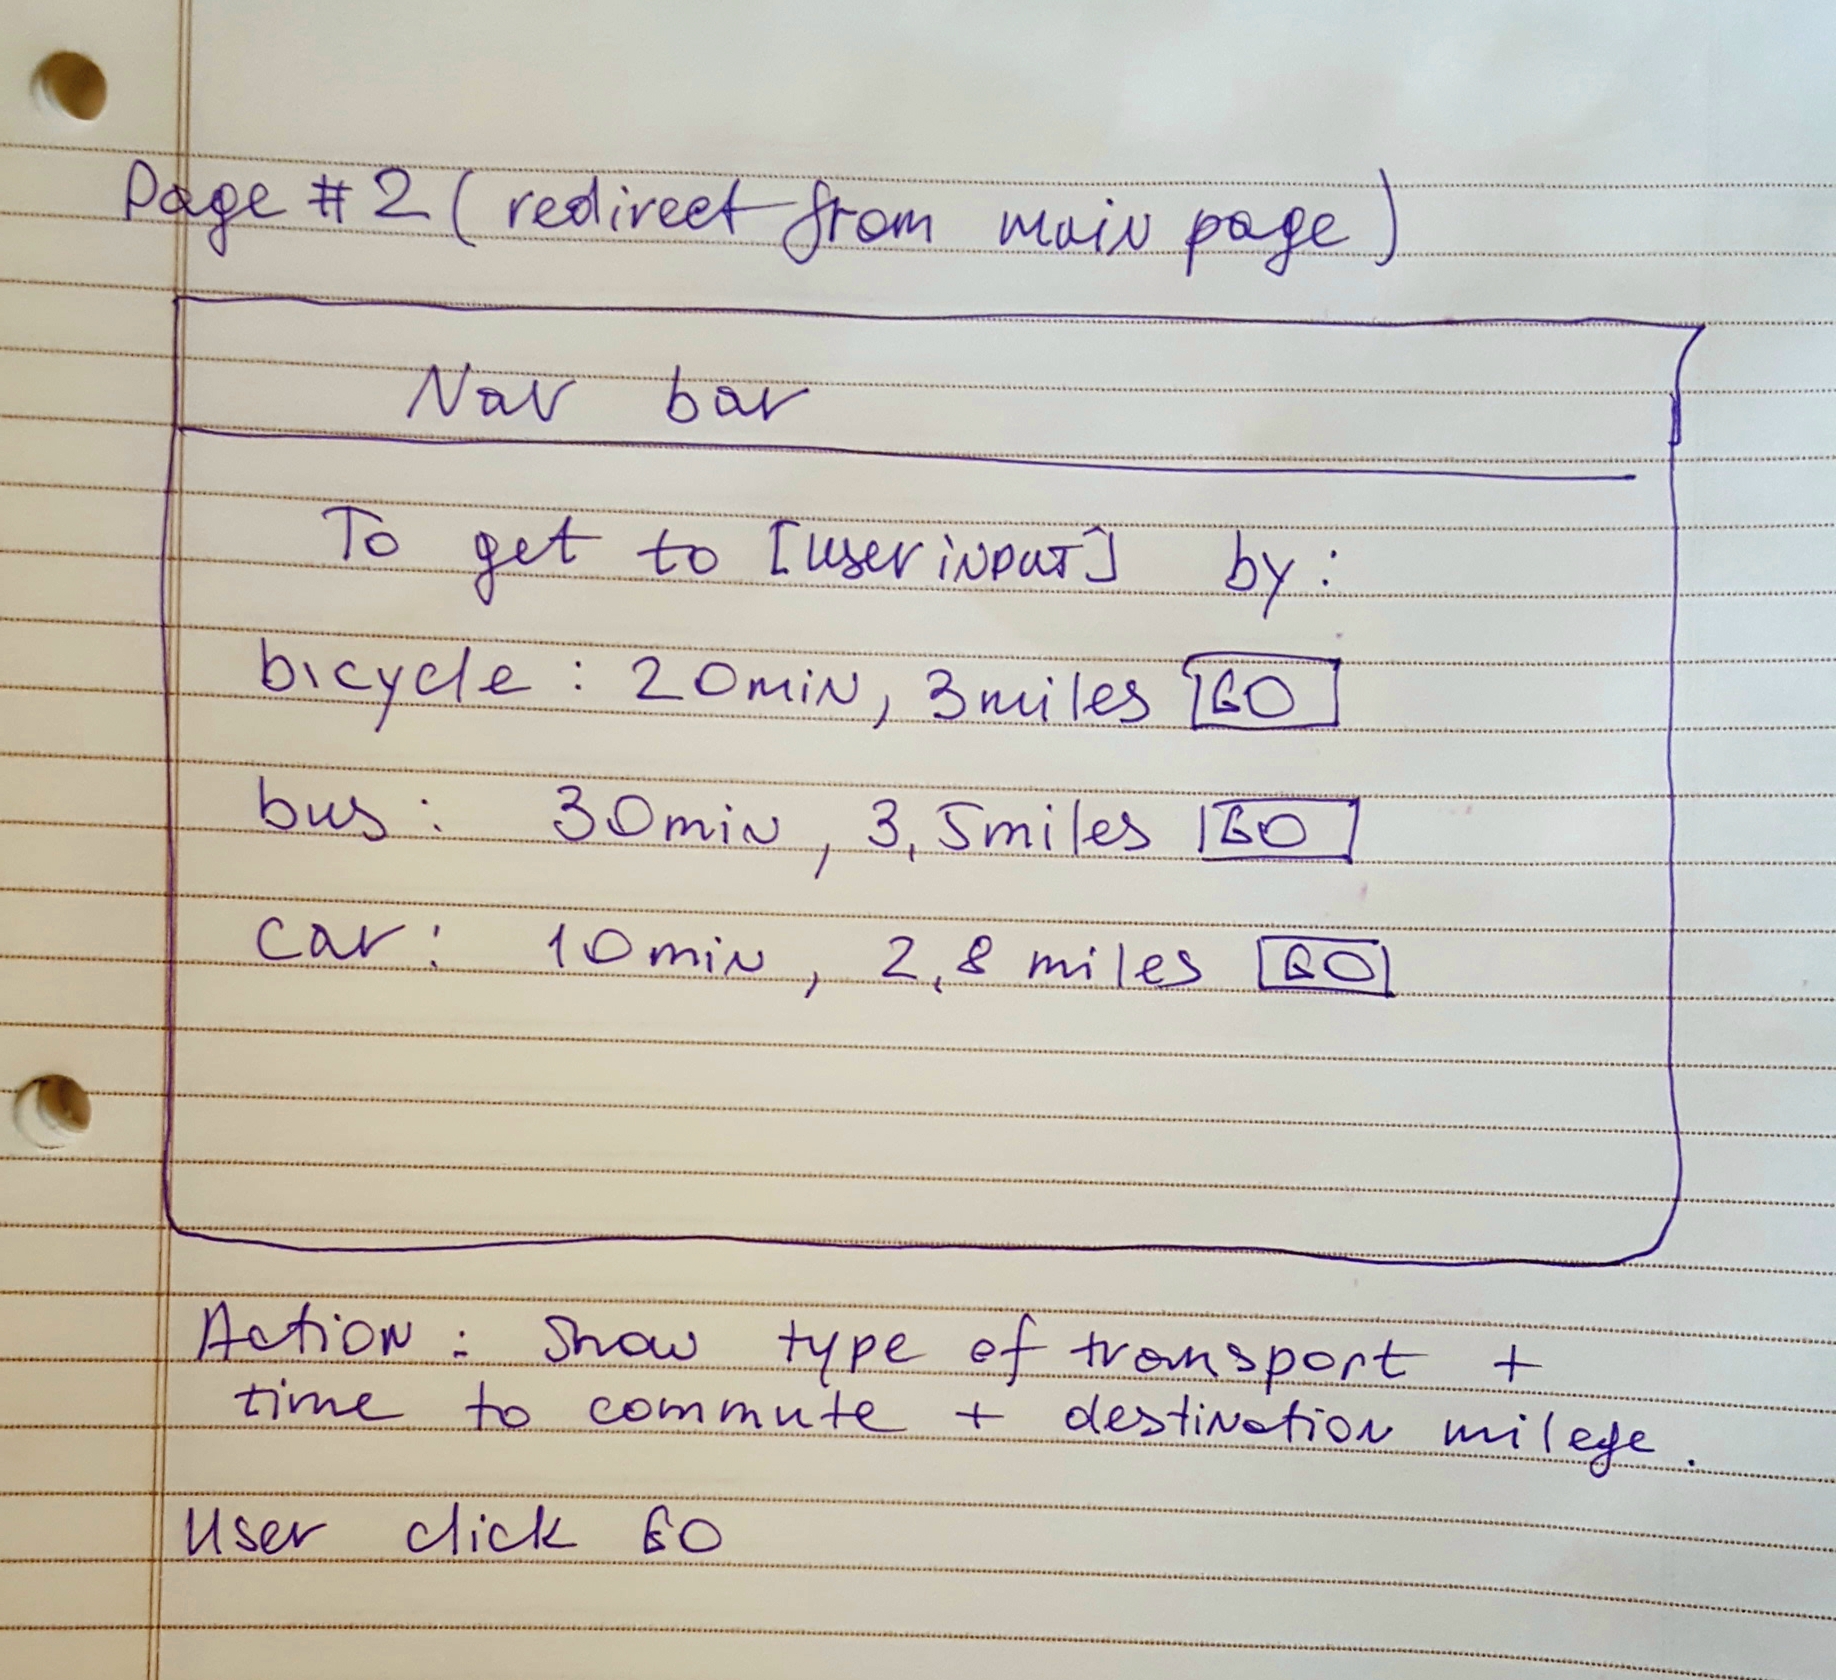 Page #2 (redirect from main page)
Nav bar
To get to [user input] by:
bicycle: 20min, 3miles GO
bus: 30min, 3,5miles GO
car: 10min, 2,8 miles GO
Action: Show type of transport +
time to commute + destination milege.
User click GO